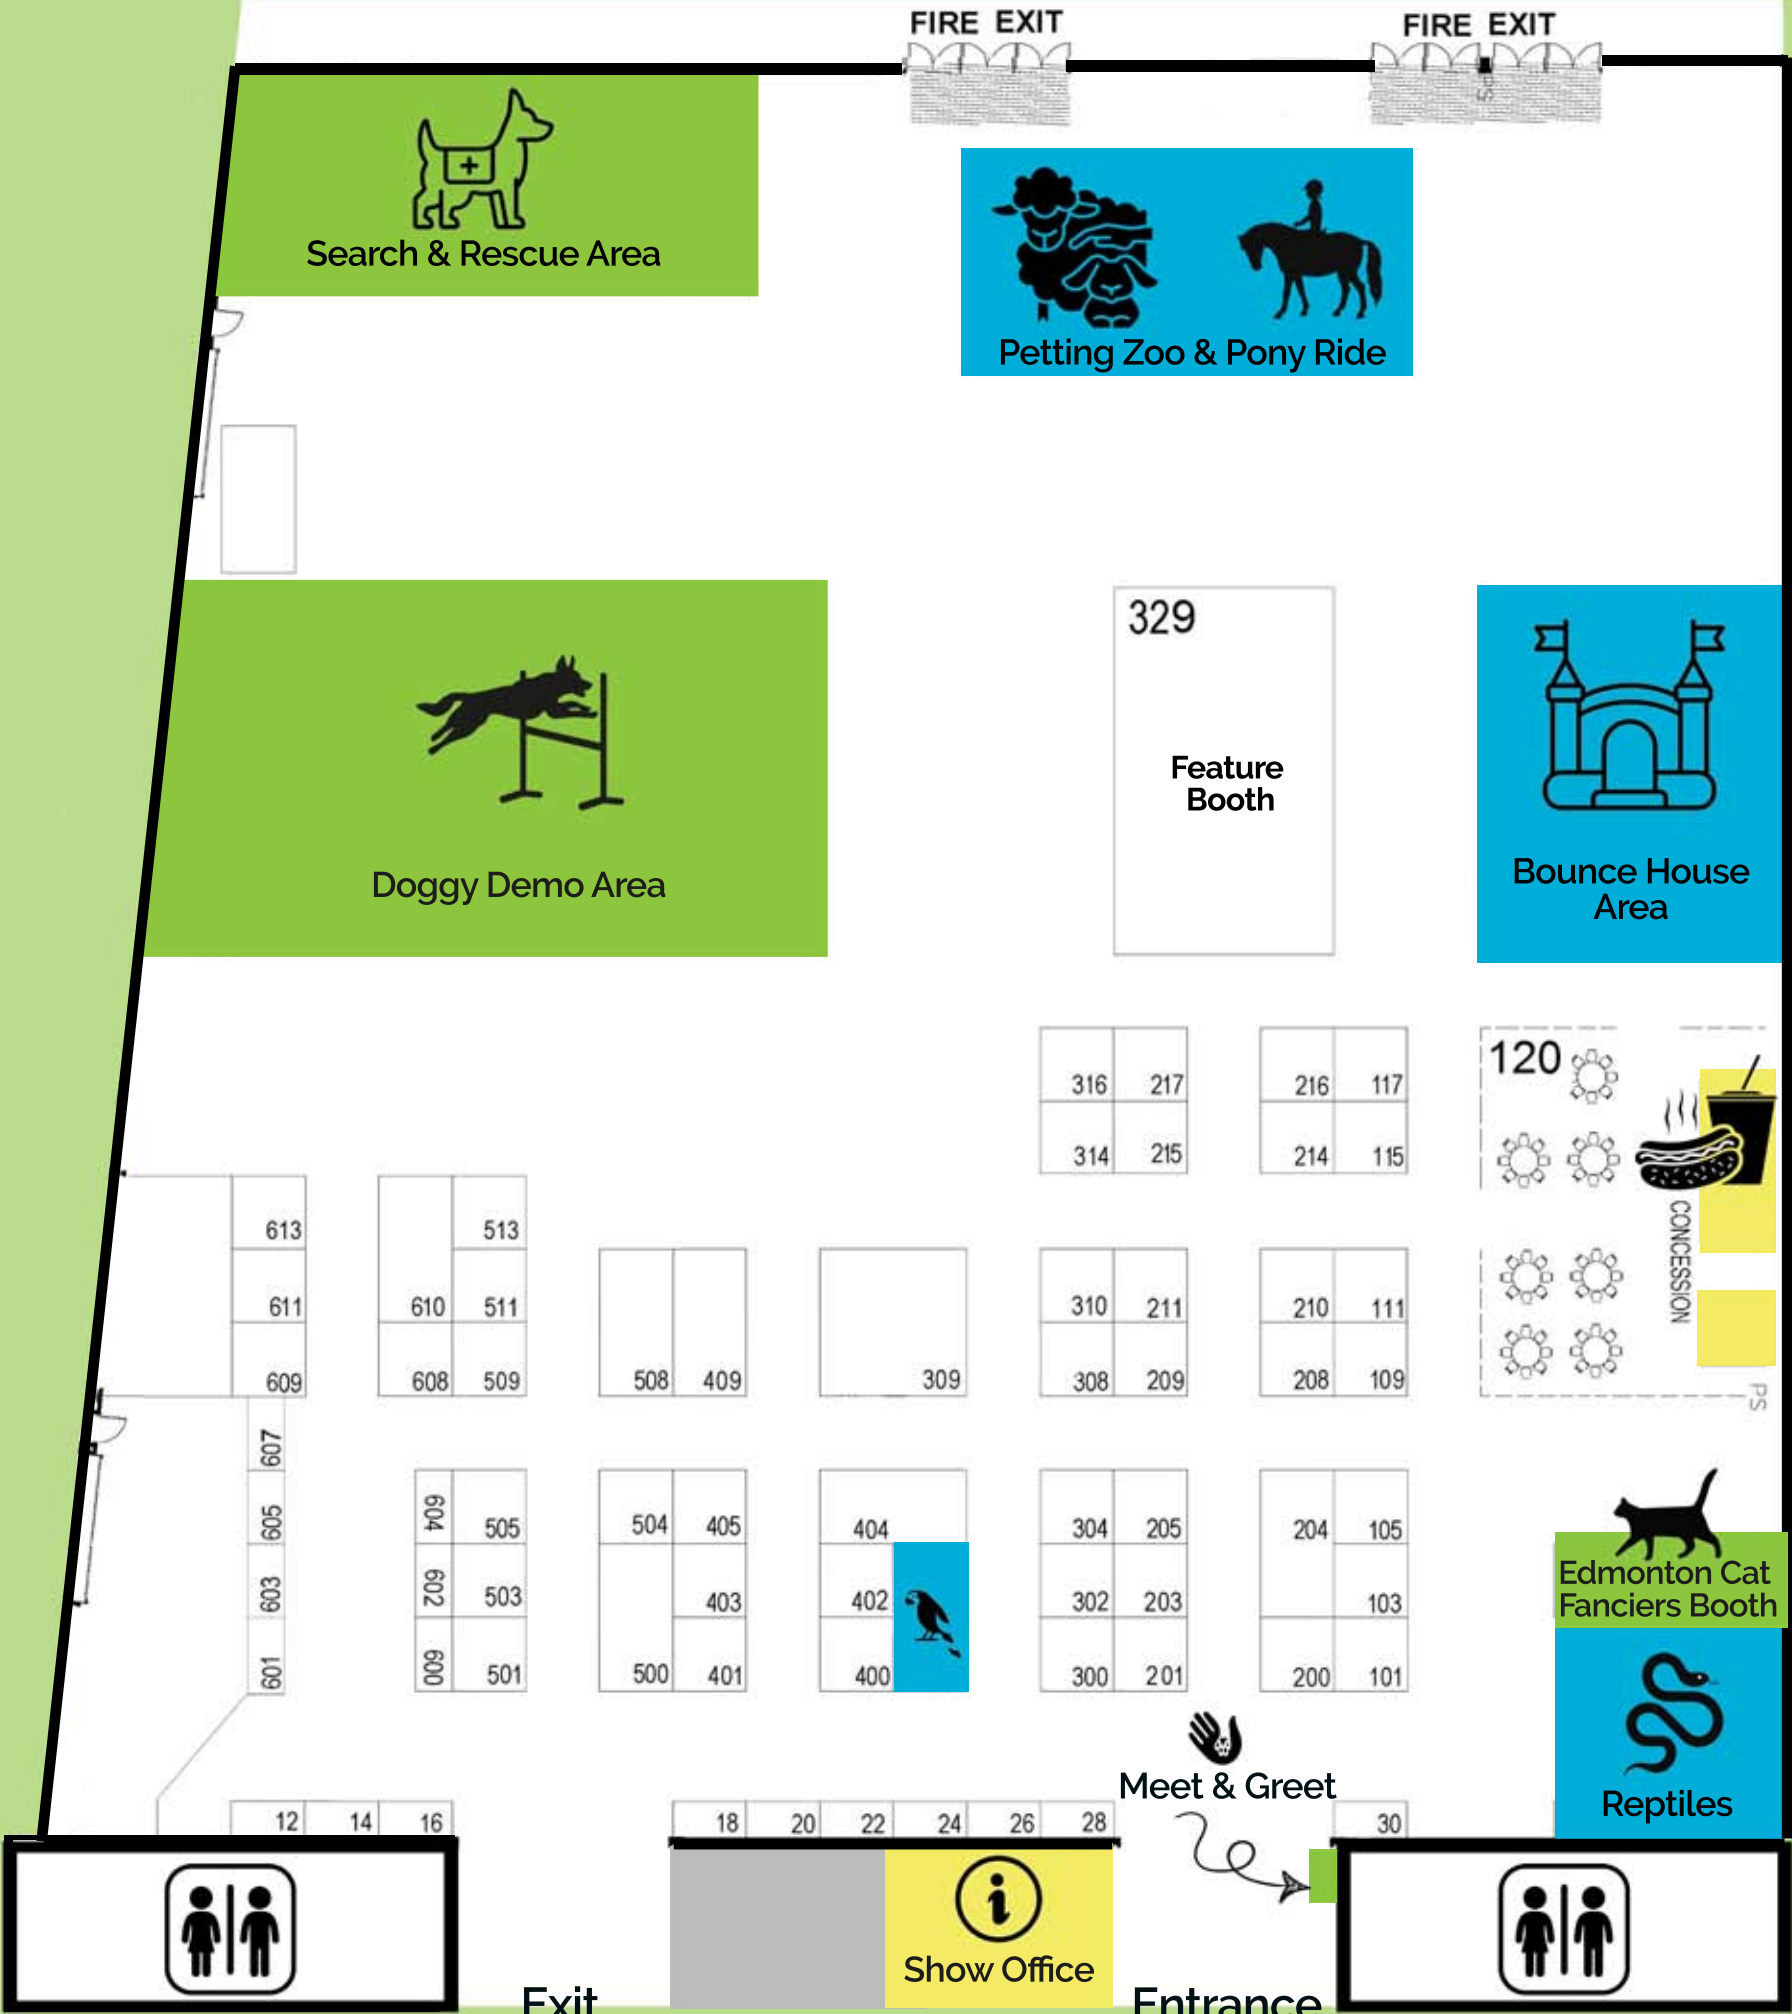 FIRE EXIT
FIRE EXIT
PS
Search & Rescue Area
Petting Zoo & Pony Ride
329
Feature
Booth
Doggy Demo Area
Bounce House
Area
316 217
216 117
314 215
214 115
120
CONCESSION
613
513
611
610 511
310 211
210 111
609
608 509
508 409
309
308 209
208 109
PS
607
605
604 505
504 405
404
304 205
204 105
603
602 503
403
402
302 203
103
601
600 501
500 401
400
300 201
200 101
Edmonton Cat
Fanciers Booth
Reptiles
Meet & Greet
12 14 16
18 20 22 24 26 28
30
i
Show Office
Exit
Entrance